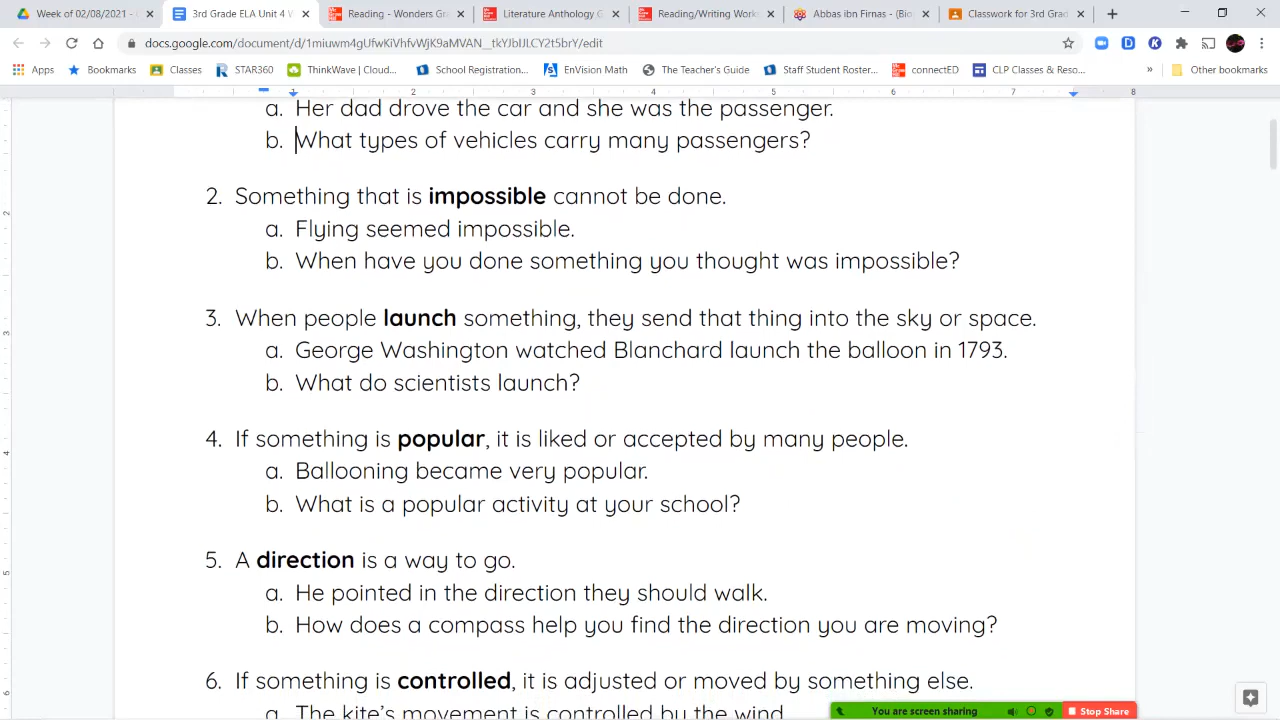 Week of 02/08/2021 -
3rd Grade ELA Unit 4 W
Reading - Wonders Gr
Literature Anthology G
Reading/Writing Works
Abbas ibn Firnas - (Bio
Classwork for 3rd Grad
docs.google.com/document/d/1miuwm4gUfwKiVhfvWjK9aMVAN__tkYJbIJLCY2t5brY/edit
Apps Bookmarks Classes STAR360 ThinkWave | Cloud... School Registration... EnVision Math The Teacher's Guide Staff Student Roster... connectED CLP Classes & Reso... » Other bookmarks
1 2 3 4 5 6 7 8
a. Her dad drove the car and she was the passenger.
b. What types of vehicles carry many passengers?
2. Something that is impossible cannot be done.
a. Flying seemed impossible.
b. When have you done something you thought was impossible?
3. When people launch something, they send that thing into the sky or space.
a. George Washington watched Blanchard launch the balloon in 1793.
b. What do scientists launch?
4. If something is popular, it is liked or accepted by many people.
a. Ballooning became very popular.
b. What is a popular activity at your school?
5. A direction is a way to go.
a. He pointed in the direction they should walk.
b. How does a compass help you find the direction you are moving?
6. If something is controlled, it is adjusted or moved by something else.
a. The kite's movement is controlled by the wind
You are screen sharing Stop Share